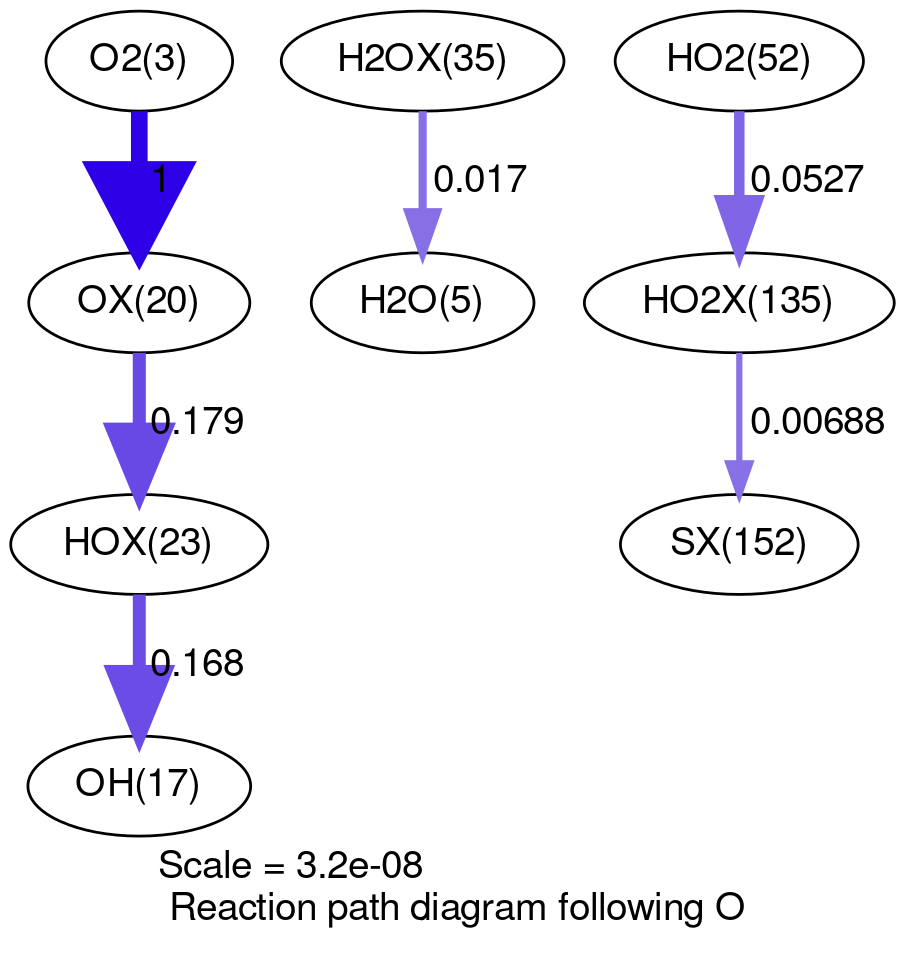 O2(3)
H2OX(35)
HO2(52)
1
0.017
0.0527
OX(20)
H2O(5)
HO2X(135)
0.179
0.00688
HOX(23)
SX(152)
0.168
OH(17)
Scale = 3.2e-08
Reaction path diagram following O